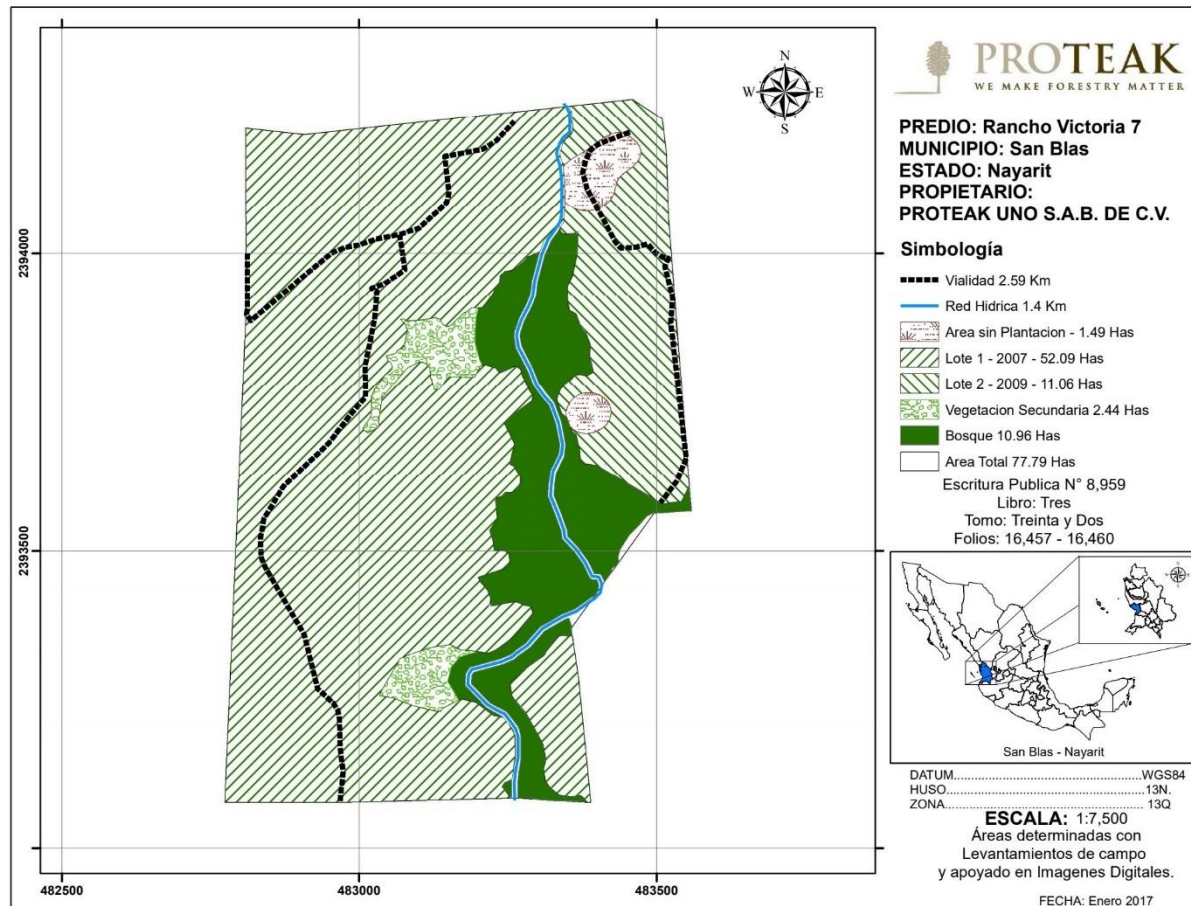 PROTEAK
WE MAKE FORESTRY MATTER
PREDIO: Rancho Victoria 7
MUNICIPIO: San Blas
ESTADO: Nayarit
PROPIETARIO:
PROTEAK UNO S.A.B. DE C.V.
Simbología
Vialidad 2.59 Km
Red Hidrica 1.4 Km
Area sin Plantacion - 1.49 Has
Lote 1 - 2007 - 52.09 Has
Lote 2 - 2009 - 11.06 Has
Vegetacion Secundaria 2.44 Has
Bosque 10.96 Has
Area Total 77.79 Has
Escritura Publica N° 8,959
Libro: Tres
Tomo: Treinta y Dos
Folios: 16,457 - 16,460
San Blas - Nayarit
DATUM.............................................WGS84
HUSO...................................................13N.
ZONA.................................................... 13Q
ESCALA: 1:7,500
Áreas determinadas con
Levantamientos de campo
y apoyado en Imagenes Digitales.
FECHA: Enero 2017
N
W E
S
2394000
2393500
482500 483000 483500